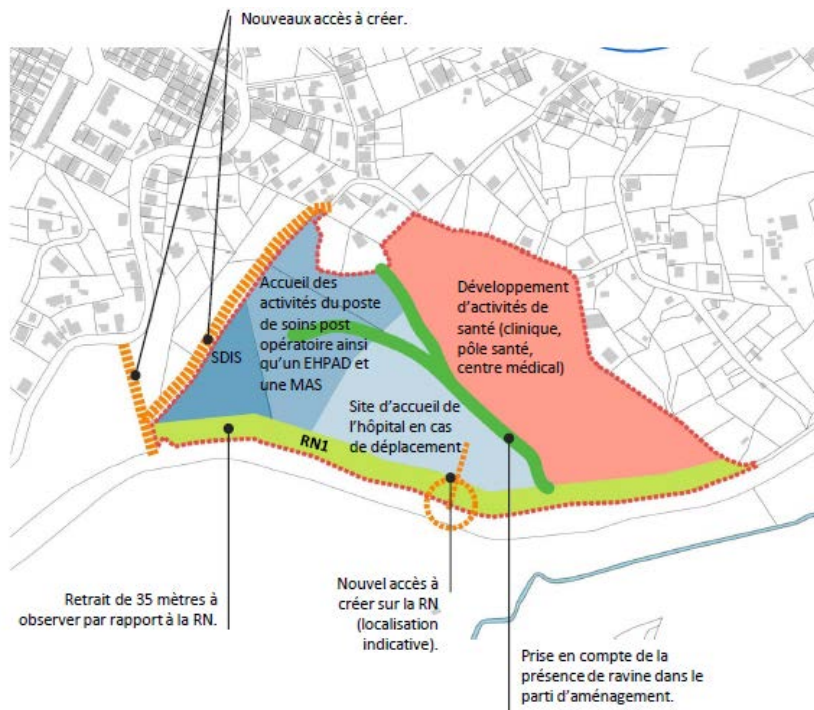 Nouveaux accès à créer.
Accueil des
activités du poste
de soins post
opératoire ainsi
qu'un EHPAD et
une MAS
SDIS
Développement
d'activités de
santé (clinique,
pôle santé,
centre médical)
Site d'accueil de
l'hôpital en cas
de déplacement
RN1
Retrait de 35 mètres à
observer par rapport à la RN.
Nouvel accès à
créer sur la RN
(localisation
indicative).
Prise en compte de la
présence de ravine dans le
parti d'aménagement.